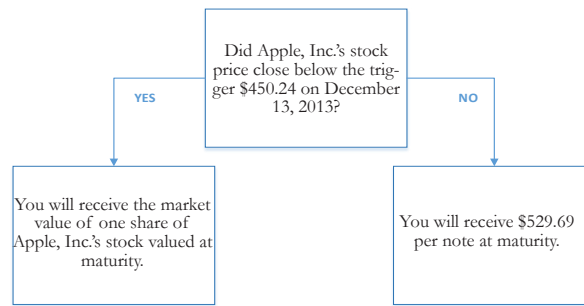 Did Apple, Inc.'s stock
price close below the trig-
ger $450.24 on December
13, 2013?
YES
NO
You will receive the market
value of one share of
Apple, Inc.'s stock valued at
maturity.
You will receive $529.69
per note at maturity.